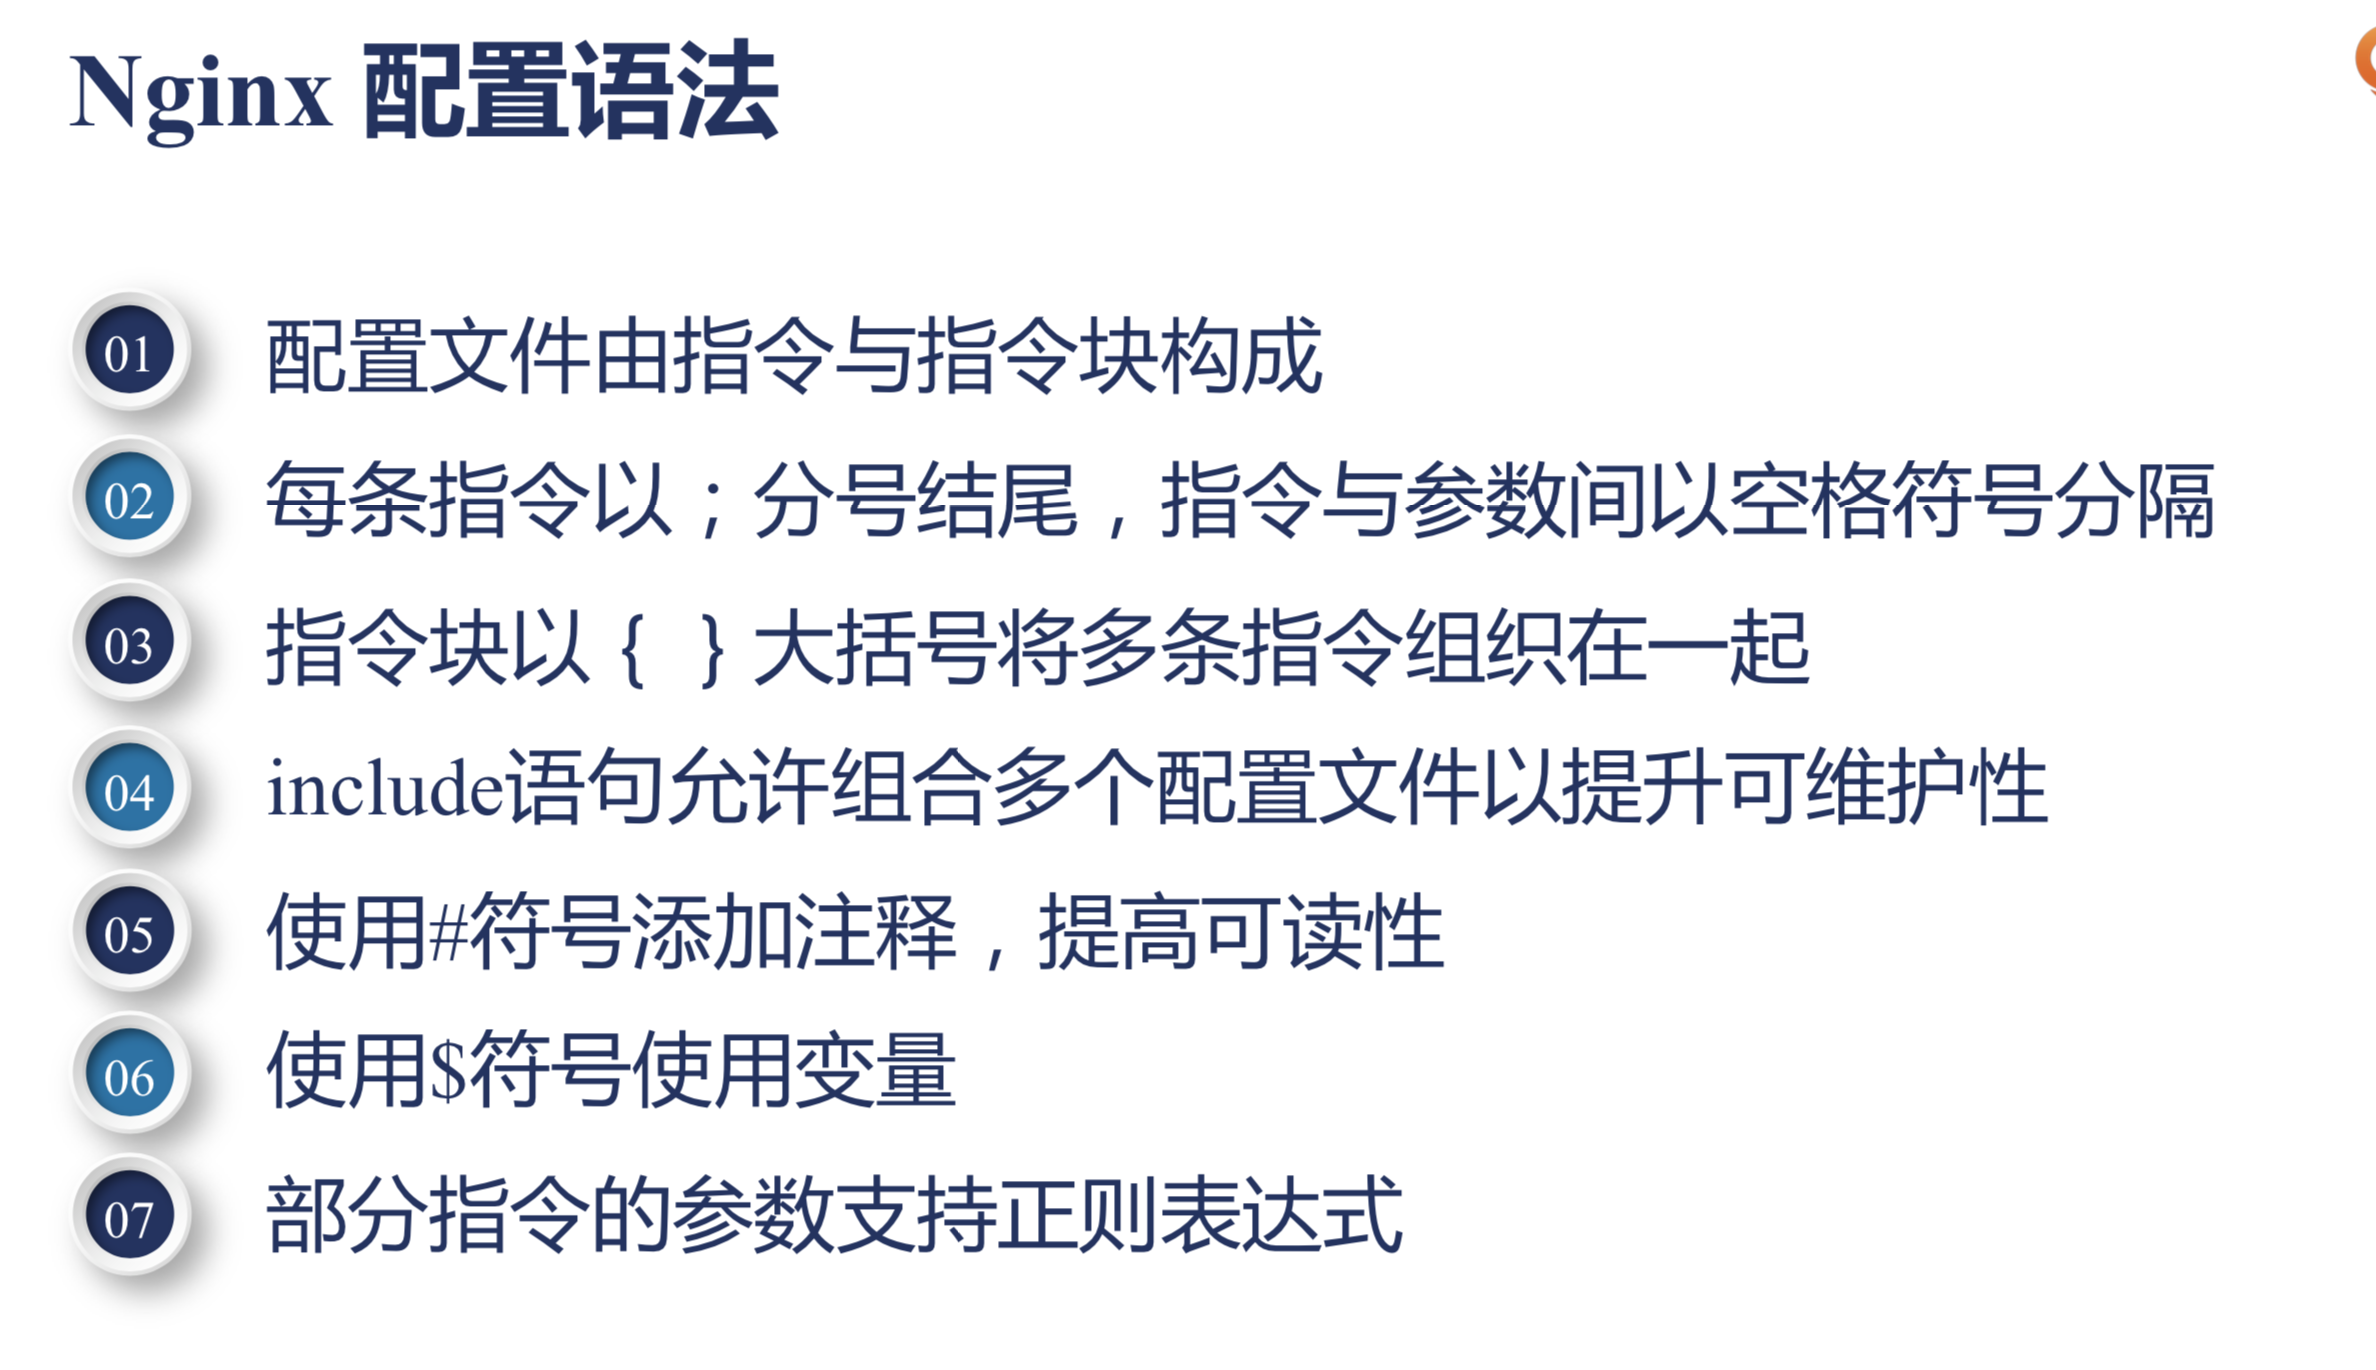 Nginx 配置语法
01 配置文件由指令与指令块构成
02 每条指令以；分号结尾，指令与参数间以空格符号分隔
03 指令块以 { } 大括号将多条指令组织在一起
04 include语句允许组合多个配置文件以提升可维护性
05 使用#符号添加注释，提高可读性
06 使用$符号使用变量
07 部分指令的参数支持正则表达式